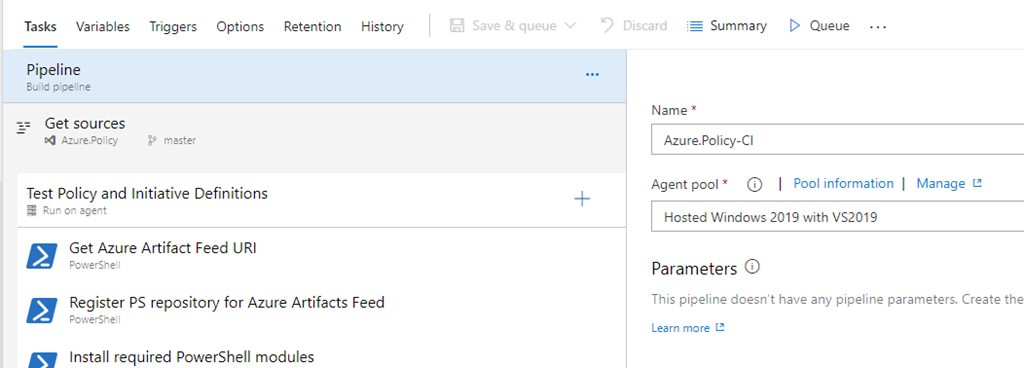 Tasks Variables Triggers Options Retention History Save & queue Discard Summary Queue ...
Pipeline ...
Build pipeline
Get sources
Azure.Policy master
Test Policy and Initiative Definitions
Run on agent
Get Azure Artifact Feed URI
PowerShell
Register PS repository for Azure Artifacts Feed
PowerShell
Install required PowerShell modules
Name *
Azure.Policy-CI
Agent pool * | Pool information | Manage
Hosted Windows 2019 with VS2019
Parameters
This pipeline doesn't have any pipeline parameters. Create the
Learn more